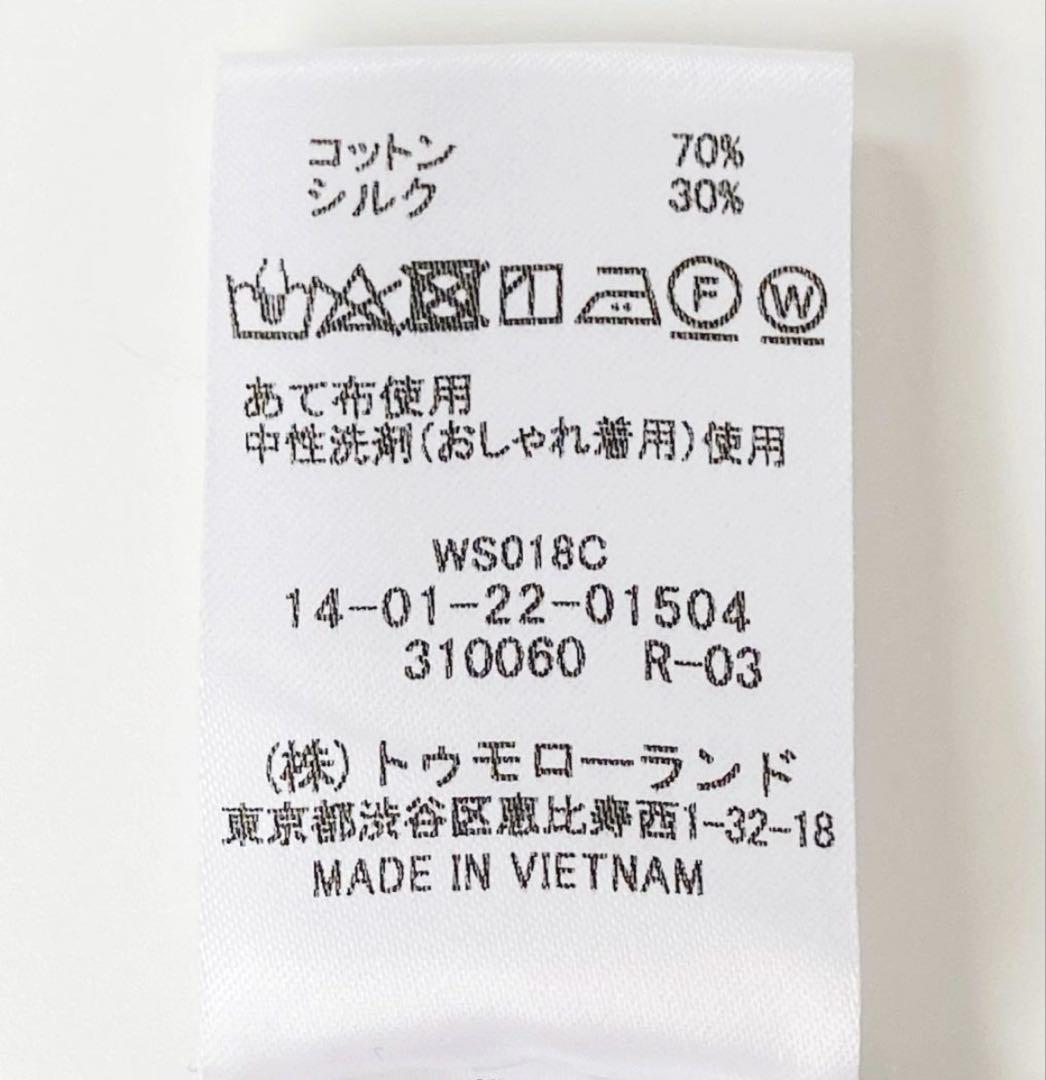 コットン 70%
シルク 30%
F W
あて布使用
中性洗剤(おしゃれ着用)使用
WS018C
14-01-22-01504
310060 R-03
(株)トゥモローランド
東京都渋谷区恵比寿西1-32-18
MADE IN VIETNAM